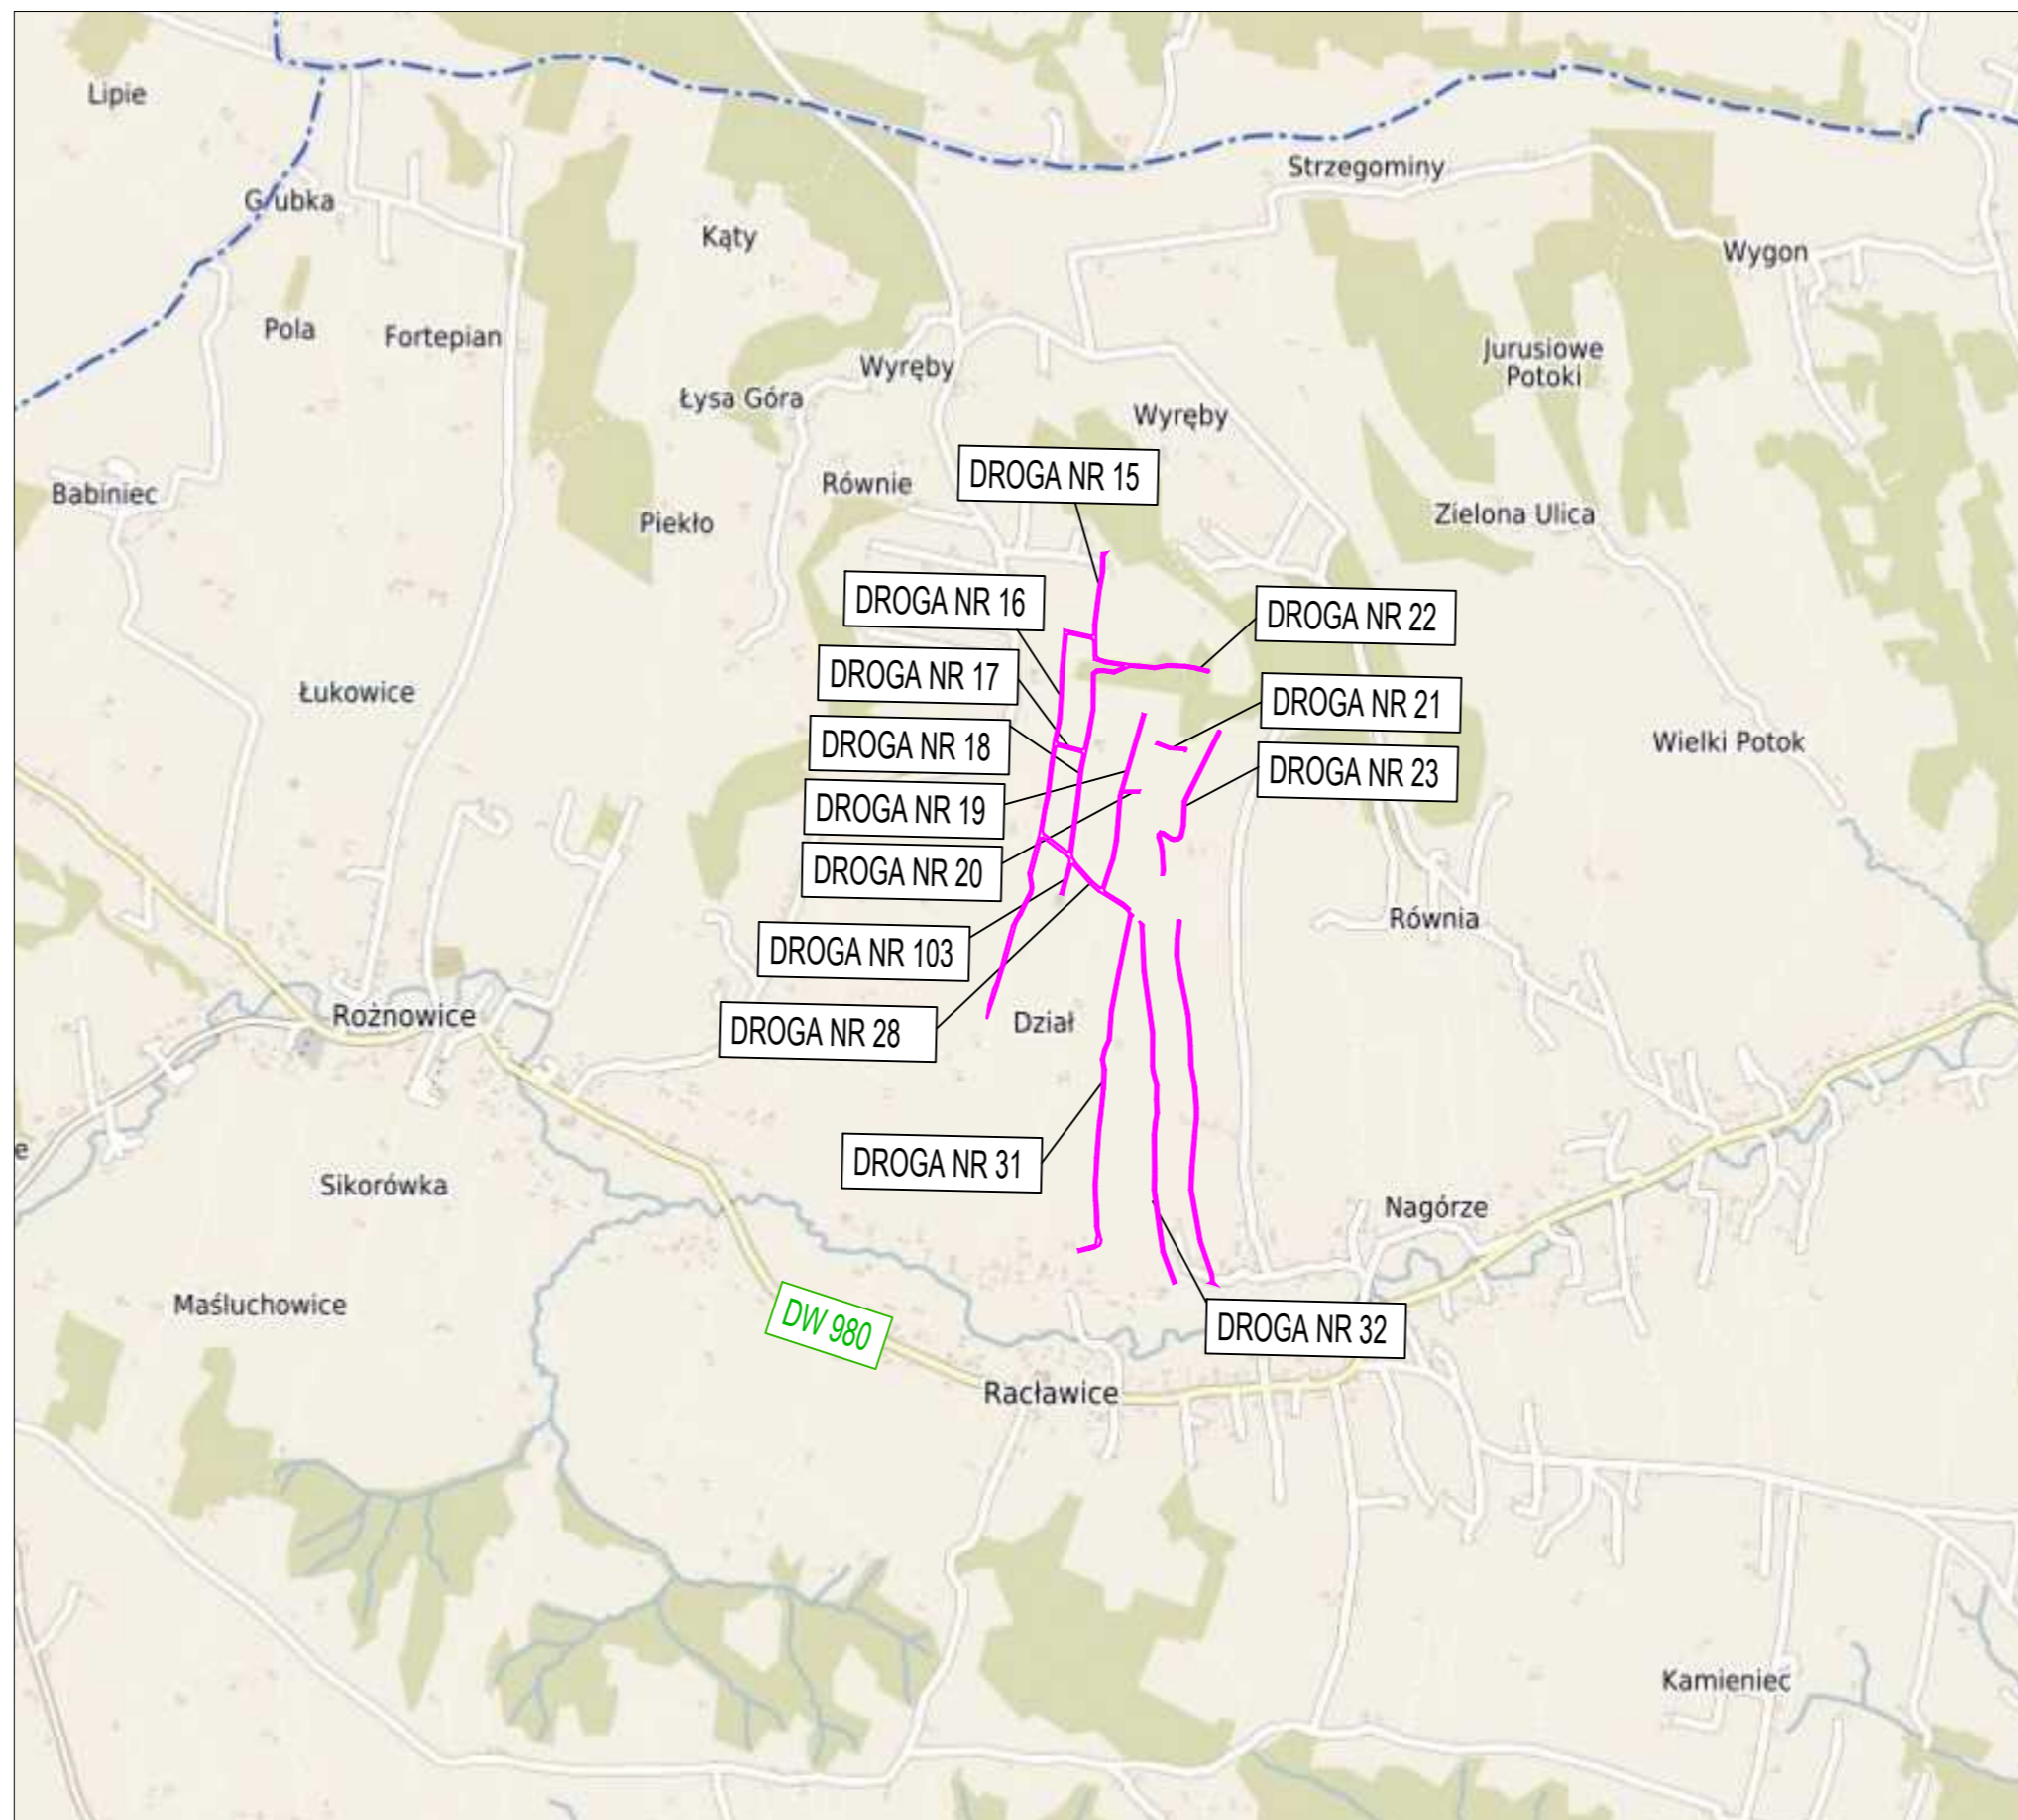 Lipie
Strzegominy
Grubka
Kąty
Wygon
Pola
Fortepian
Jurusiowe
Potoki
Wyręby
Łysa Góra
Wyręby
DROGA NR 15
Równie
Babiniec
Piekło
Zielona Ulica
DROGA NR 16
DROGA NR 22
DROGA NR 17
Łukowice
DROGA NR 21
DROGA NR 18
Wielki Potok
DROGA NR 23
DROGA NR 19
DROGA NR 20
Równia
DROGA NR 103
Rożnowice
Dział
DROGA NR 28
e
DROGA NR 31
Sikorówka
Nagórze
Maśluchowice
DW 980
DROGA NR 32
Racławice
Kamieniec